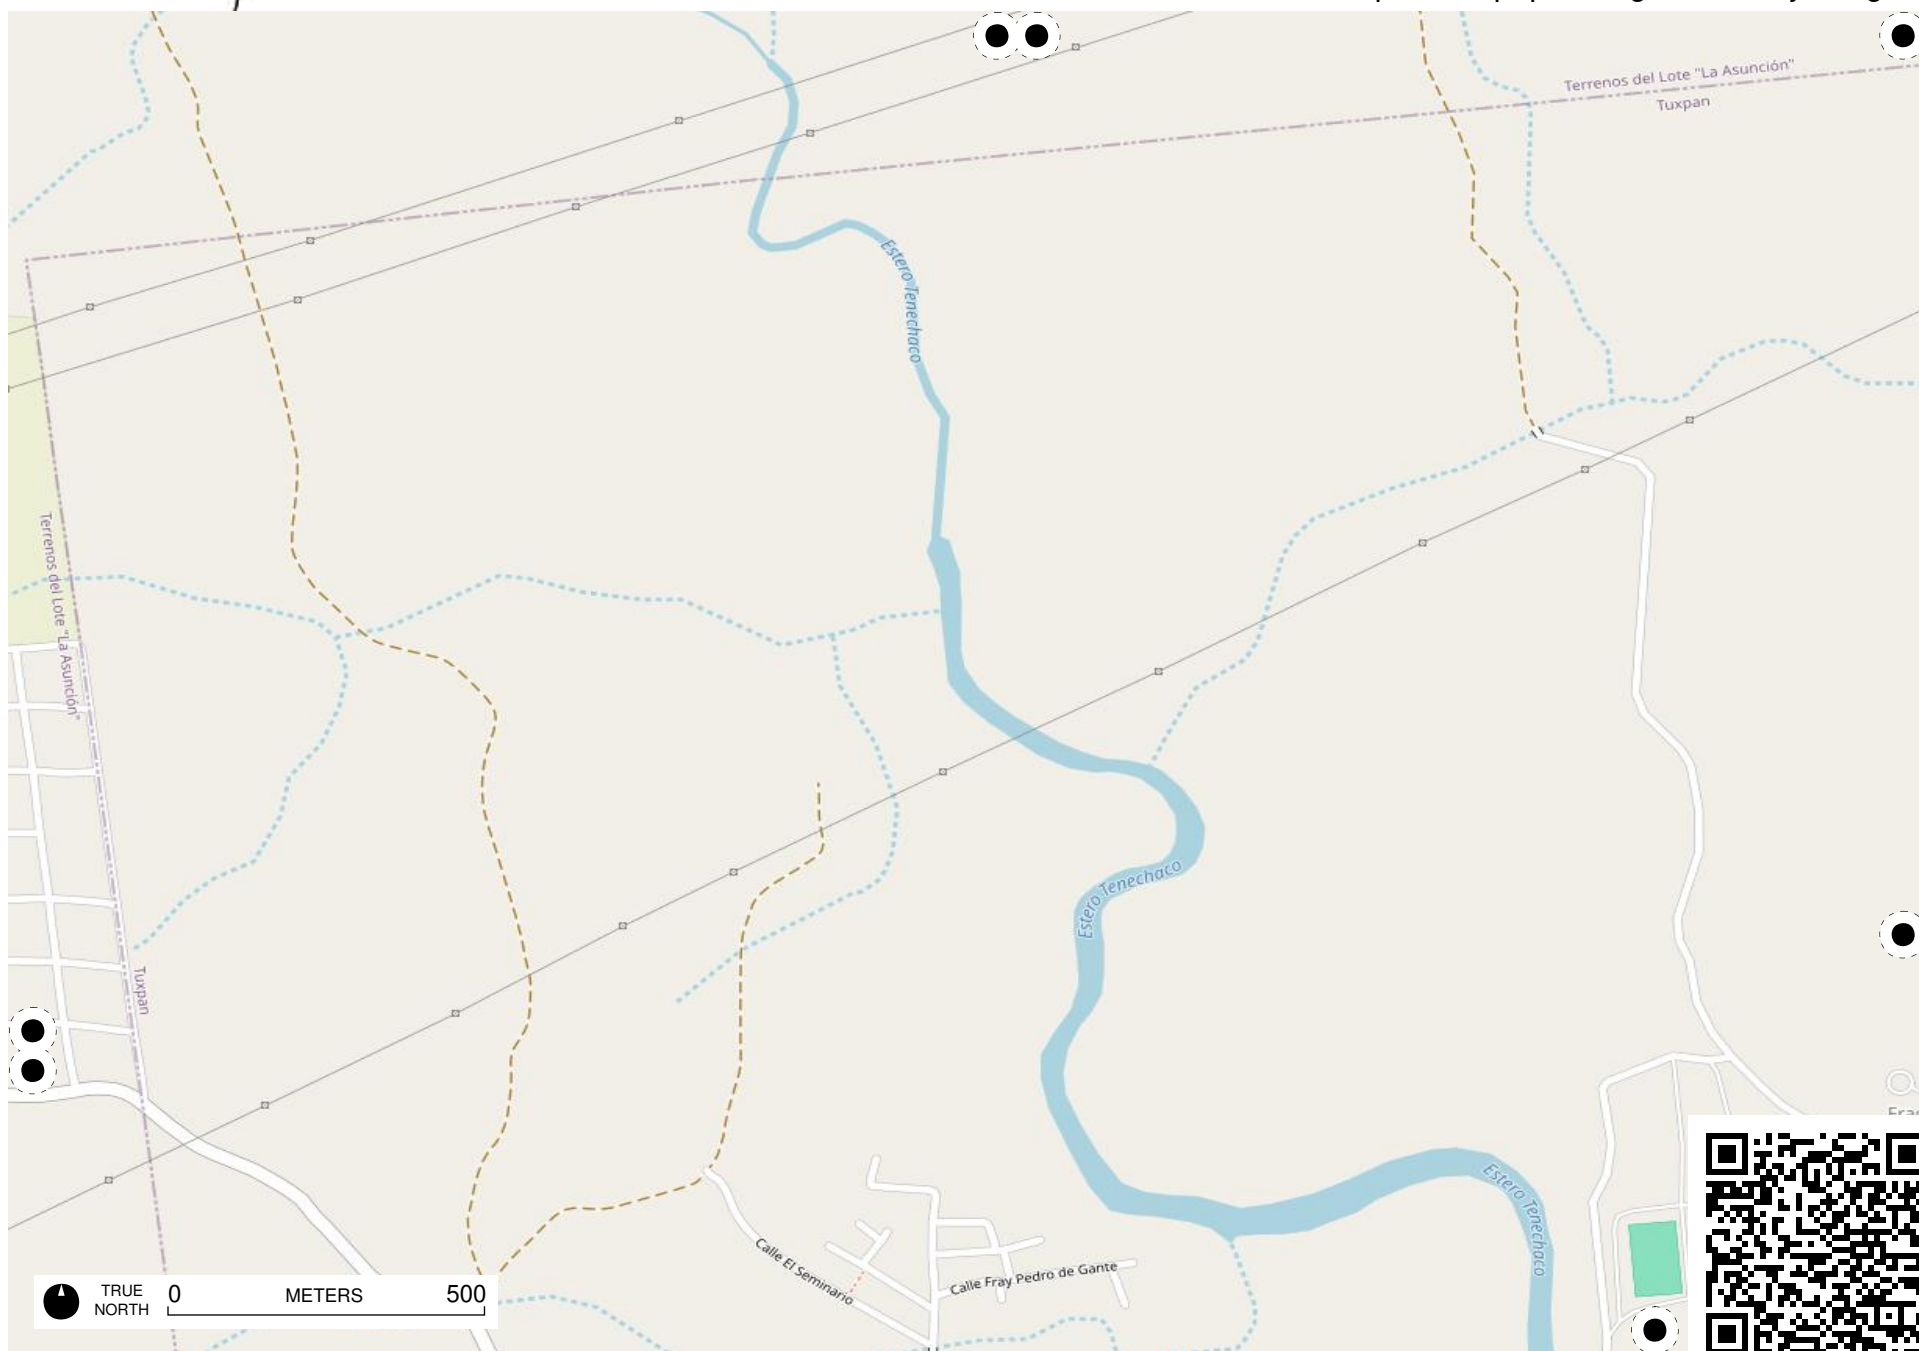 Terrenos del Lote "La Asunción"
Tuxpan
Estero Tenechaco
Terrenos del Lote "La Asunción"
Estero Tenechaco
Tuxpan
Estero Tenechaco
Calle El Seminario
Calle Fray Pedro de Gante
TRUE
NORTH
0 METERS 500